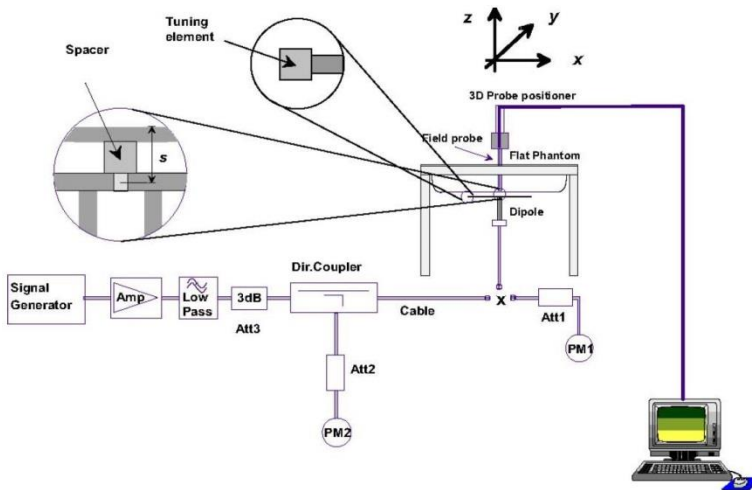 Tuning
element
Spacer
s
z
y
x
3D Probe positioner
Field probe
Flat Phantom
Dipole
Dir.Coupler
Signal
Generator
Amp
Low
Pass
3dB
Att3
Cable
x
Att1
PM1
Att2
PM2